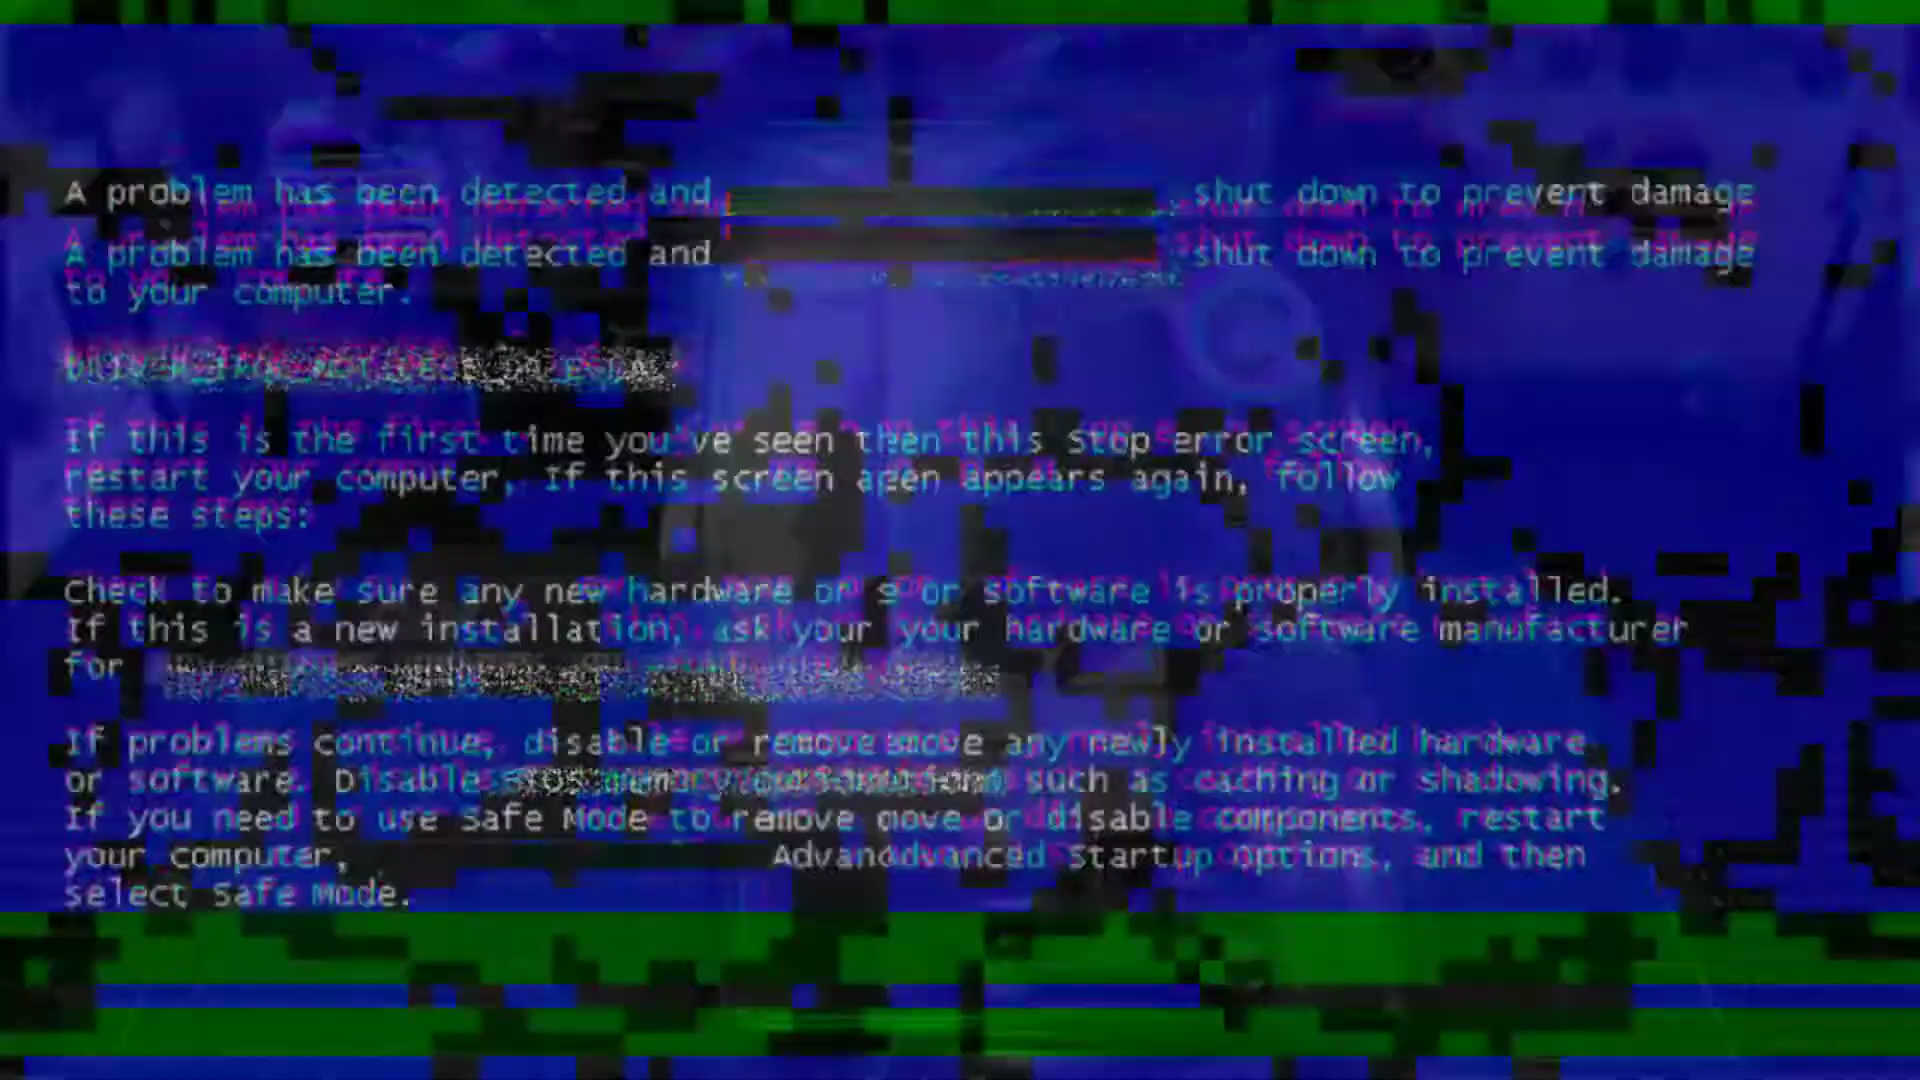 A problem has been detected and shut down to prevent damage
A problem has been detected and shut down to prevent damage
to your computer.
If this is the first time you've seen then this Stop error screen,
restart your computer, If this screen appears again, follow
these steps:
Check to make sure any new hardware or s or software is properly installed.
If this is a new installation, ask your your hardware or software manufacturer
for
If problems continue, disable or remove move any newly installed hardware
or software. Disable BIOS memory such as caching or shadowing.
If you need to use Safe Mode to remove move or disable components, restart
your computer, Advanced Startup Options, and then
select Safe Mode.